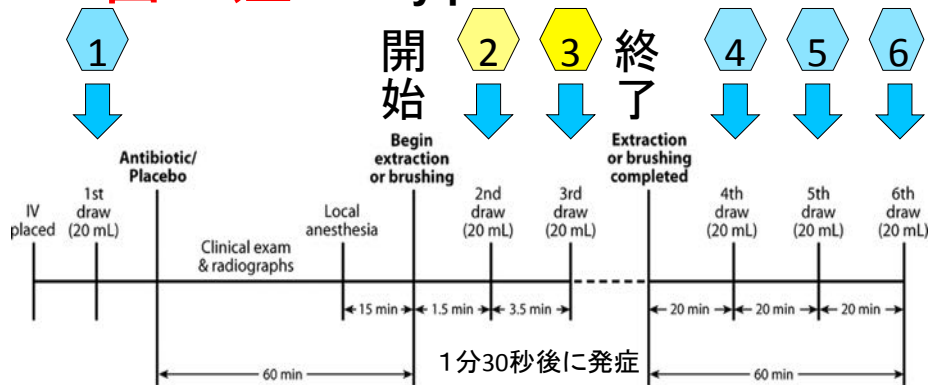 1
開始
2
3
終了
4
5
6
Antibiotic/
Placebo
Begin
extraction
or brushing
Extraction
or brushing
completed
IV
placed
1st
draw
(20 mL)
Clinical exam
& radiographs
Local
anesthesia
2nd
draw
(20 mL)
3rd
draw
(20 mL)
4th
draw
(20 mL)
5th
draw
(20 mL)
6th
draw
(20 mL)
15 min
1.5 min
3.5 min
20 min
20 min
20 min
60 min
1分30秒後に発症
60 min